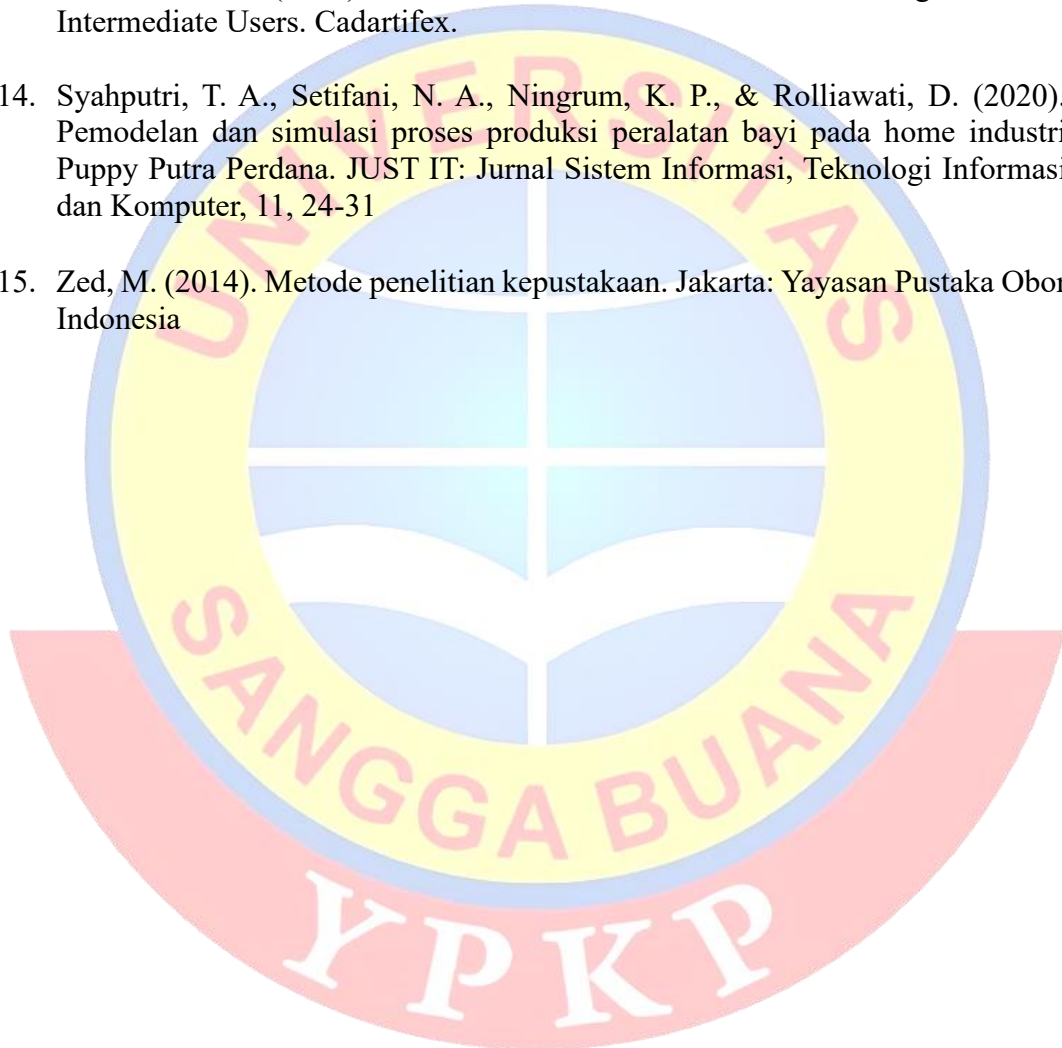 Intermediate Users. Cadartifex.
14. Syahputri, T. A., Setifani, N. A., Ningrum, K. P., & Rolliawati, D. (2020).
Pemodelan dan simulasi proses produksi peralatan bayi pada home industri
Puppy Putra Perdana. JUST IT: Jurnal Sistem Informasi, Teknologi Informasi
dan Komputer, 11, 24-31
15. Zed, M. (2014). Metode penelitian kepustakaan. Jakarta: Yayasan Pustaka Obor
Indonesia
UNIVERSITAS
SANGGA BUANA
YPKP